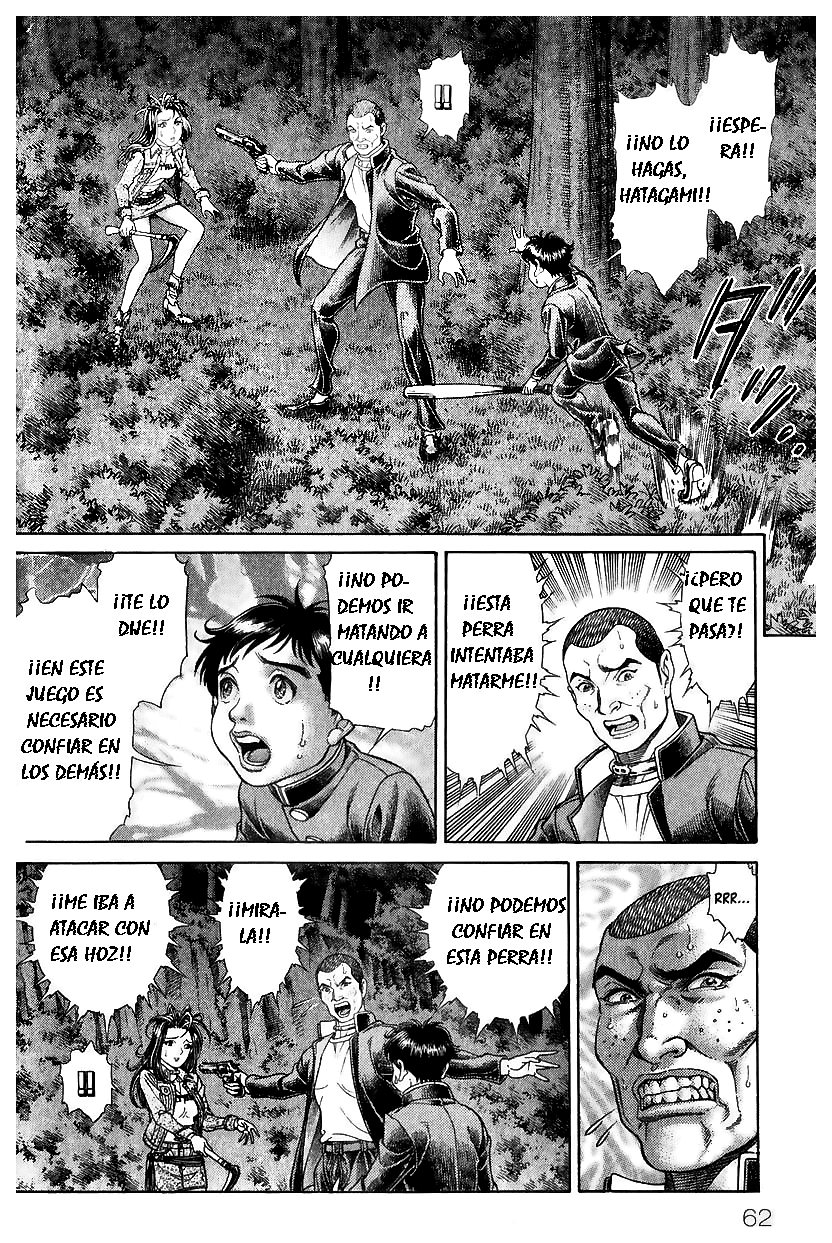 ¡¡ESPE-
RA!!
¡¡NO LO
HAGAS,
HATAGAMI!!
!!
ダッ
¡¿PERO
QUE TE
PASA?!
¡¡ESTA
PERRA
INTENTABA
MATARME!!
¡¡NO PO-
DEMOS IR
MATANDO A
CUALQUIERA
!!
¡¡TE LO
DIJE!!
¡¡EN ESTE
JUEGO ES
NECESARIO
CONFIAR EN
LOS DEMÁS!!
RRR...
¡¡NO PODEMOS
CONFIAR EN
ESTA PERRA!!
¡¡MIRA-
LA!!
¡¡ME IBA A
ATACAR CON
ESA HOZ!!
!!
62